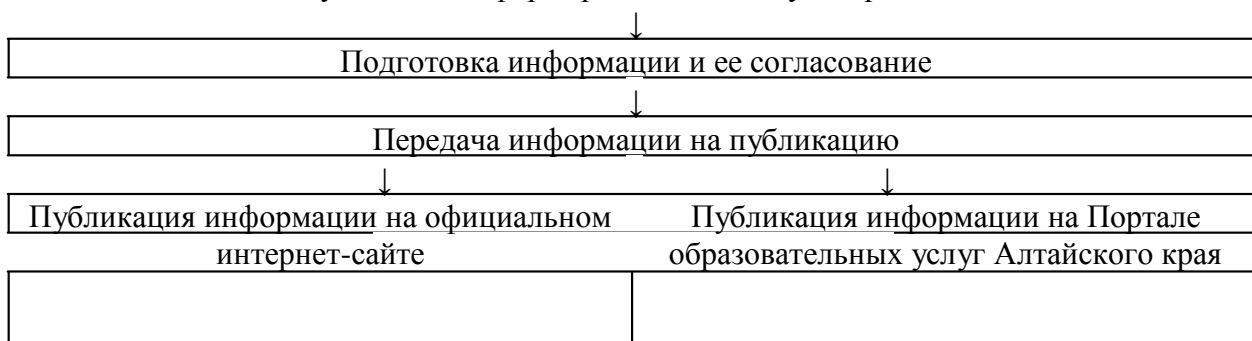 ↓
Подготовка информации и ее согласование
↓
Передача информации на публикацию
↓ ↓
Публикация информации на официальном Публикация информации на Портале
интернет-сайте образовательных услуг Алтайского края